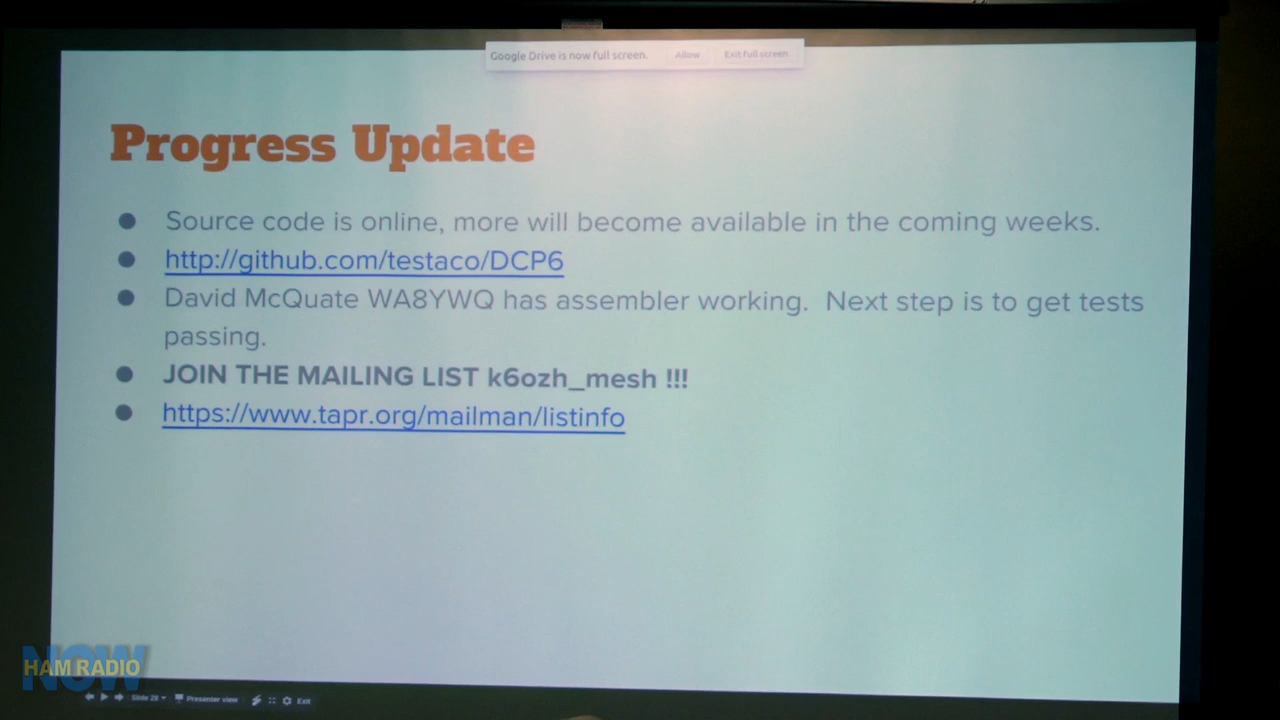 Google Drive is now full screen. Allow Exit full screen
Progress Update
Source code is online, more will become available in the coming weeks.
http://github.com/testaco/DCP6
David McQuate WA8YWQ has assembler working. Next step is to get tests
passing.
JOIN THE MAILING LIST k6ozh_mesh !!!
https://www.tapr.org/mailman/listinfo
NOW
HAM RADIO
Slide 28 Presenter view Exit